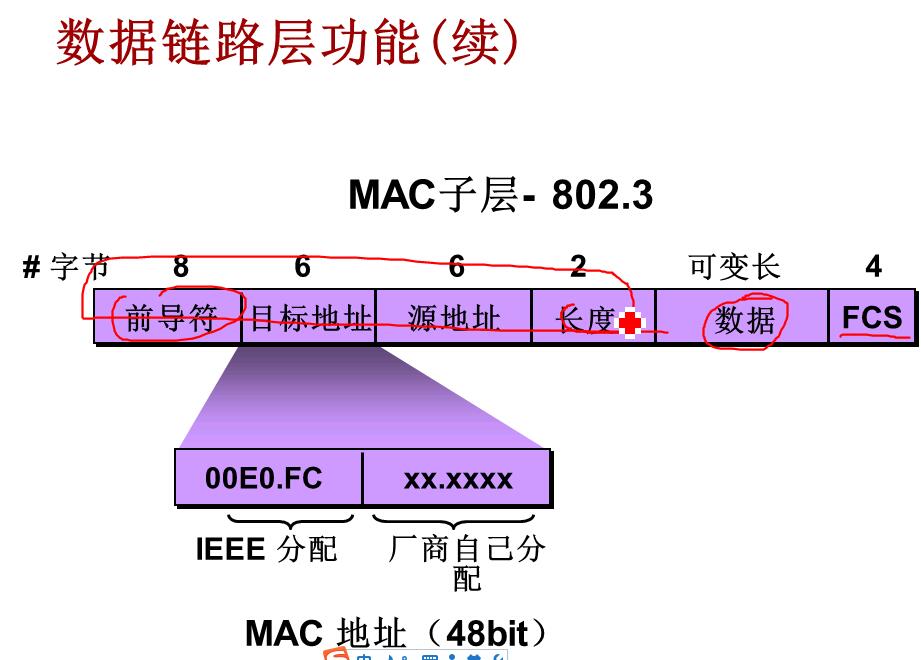 数据链路层功能(续)
MAC子层- 802.3
# 字节 8 6 6 2 可变长 4
前导符 目标地址 源地址 长度 数据 FCS
00E0.FC xx.xxxx
IEEE 分配 厂商自己分
配
MAC 地址（48bit）